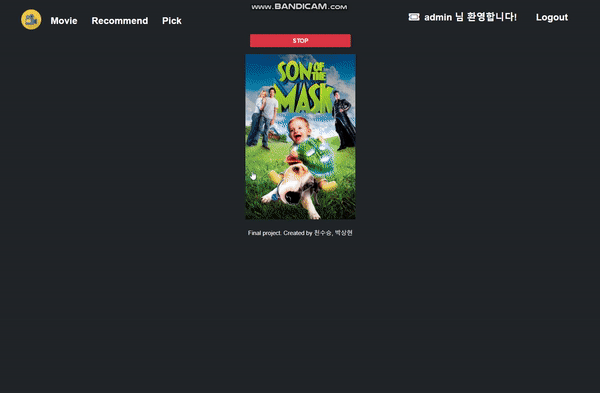 www.BANDICAM.com
Movie Recommend Pick
admin 님 환영합니다! Logout
STOP
SON OF THE MASK
Final project. Created by 천수승, 박상현